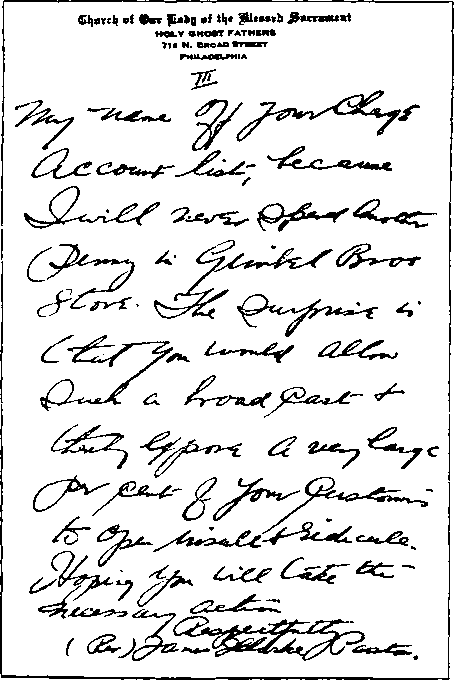 Church of Our Lady of the Blessed Sacrament
HOLY GHOST FATHERS
718 N. BROAD STREET
PHILADELPHIA
III
My name off your Charge
Account list, because
I will never spend another
Penny in Gimbel Bros
Store. The Surprise is
that you would allow
Such a broad cast &
thereby expose a very large
per cent of your Customers
to open insult & ridicule.
Hoping you will take the
necessary action
Respectfully
(Rev) James Pastor.